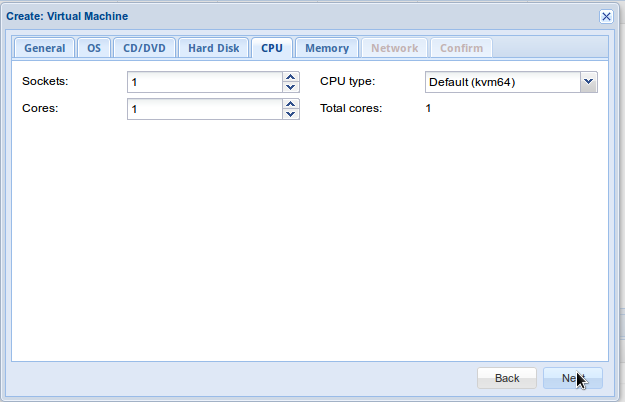 Create: Virtual Machine
General OS CD/DVD Hard Disk CPU Memory Network Confirm
Sockets: 1 CPU type: Default (kvm64)
Cores: 1 Total cores: 1
Back Next